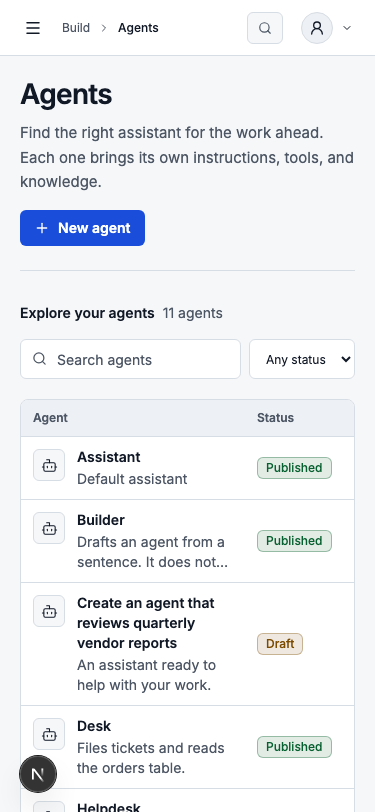 Build > Agents
Agents
Find the right assistant for the work ahead.
Each one brings its own instructions, tools, and
knowledge.
+ New agent
Explore your agents 11 agents
Search agents Any status
Agent Status
Assistant
Default assistant
Published
Builder
Drafts an agent from a
sentence. It does not...
Published
Create an agent that
reviews quarterly
vendor reports
An assistant ready to
help with your work.
Draft
Desk
Files tickets and reads
the orders table.
Published
N
Helpdesk